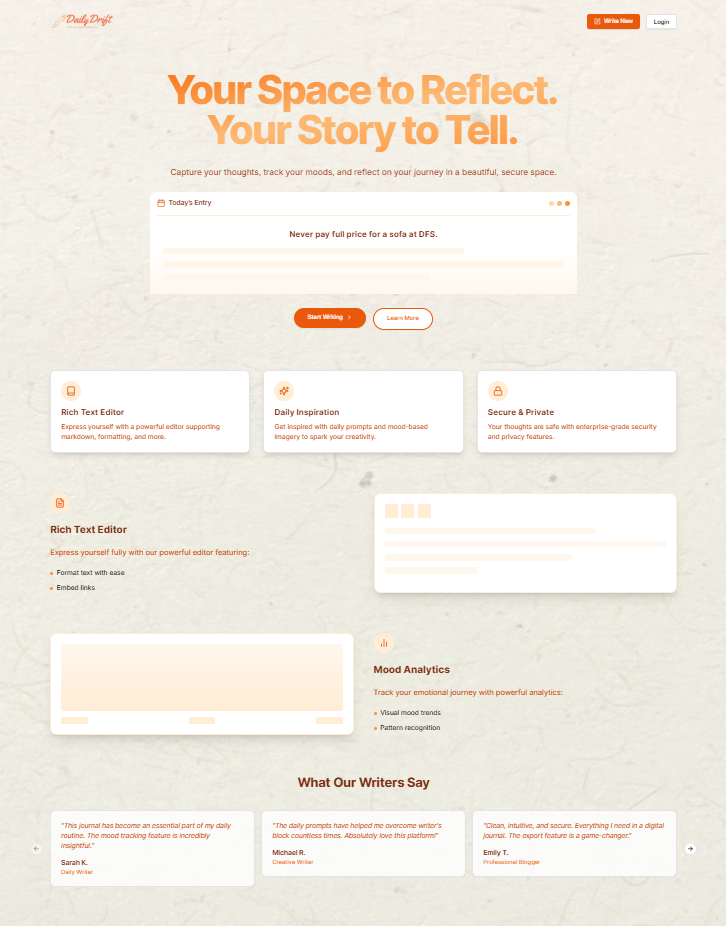 DailyDrift
Write New
Login
Your Space to Reflect.
Your Story to Tell.
Capture your thoughts, track your moods, and reflect on your journey in a beautiful, secure space.
Today's Entry
Never pay full price for a sofa at DFS.
Start Writing
Learn More
Rich Text Editor
Express yourself with a powerful editor supporting
markdown, formatting, and more.
Daily Inspiration
Get inspired with daily prompts and mood-based
imagery to spark your creativity.
Secure & Private
Your thoughts are safe with enterprise-grade security
and privacy features.
Rich Text Editor
Express yourself fully with our powerful editor featuring:
Format text with ease
Embed links
Mood Analytics
Track your emotional journey with powerful analytics:
Visual mood trends
Pattern recognition
What Our Writers Say
"This journal has become an essential part of my daily
routine. The mood tracking feature is incredibly
insightful."
Sarah K.
Daily Writer
"The daily prompts have helped me overcome writer's
block countless times. Absolutely love this platform!"
Michael R.
Creative Writer
"Clean, intuitive, and secure. Everything I need in a digital
journal. The export feature is a game-changer."
Emily T.
Professional Blogger